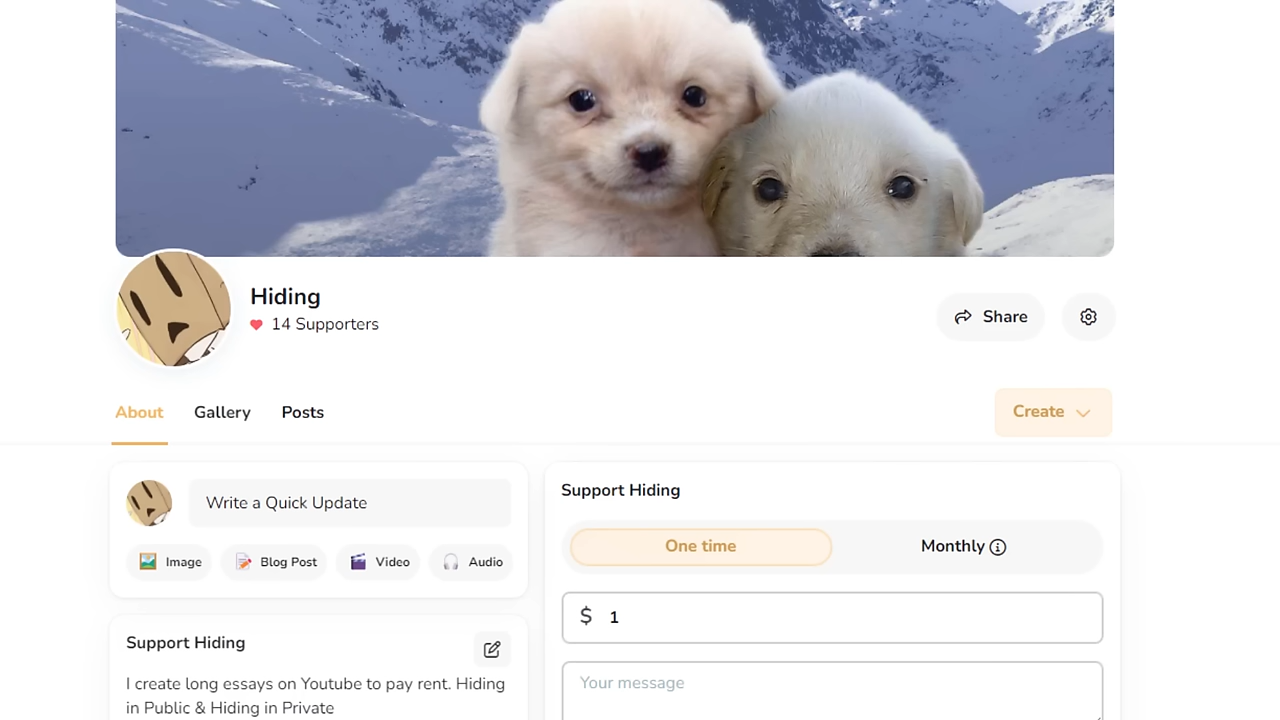 Hiding
14 Supporters
Share
About Gallery Posts
Create
Write a Quick Update
Image Blog Post Video Audio
Support Hiding
I create long essays on Youtube to pay rent. Hiding
in Public & Hiding in Private
Support Hiding
One time Monthly
$ 1
Your message